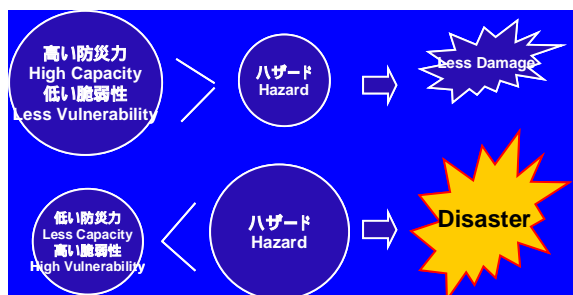 高い防災力
High Capacity
低い脆弱性
Less Vulnerability
ハザード
Hazard
Less Damage
低い防災力
Less Capacity
高い脆弱性
High Vulnerability
ハザード
Hazard
Disaster